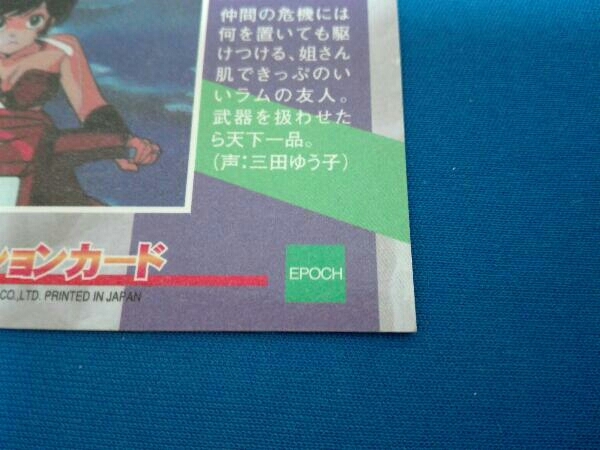 仲間の危機には
何を置いても駆
けつける、姐さん
肌できっぷのい
いラムの友人。
武器を扱わせた
ら天下一品。
(声:三田ゆう子)
ションカード
EPOCH
CO.,LTD. PRINTED IN JAPAN